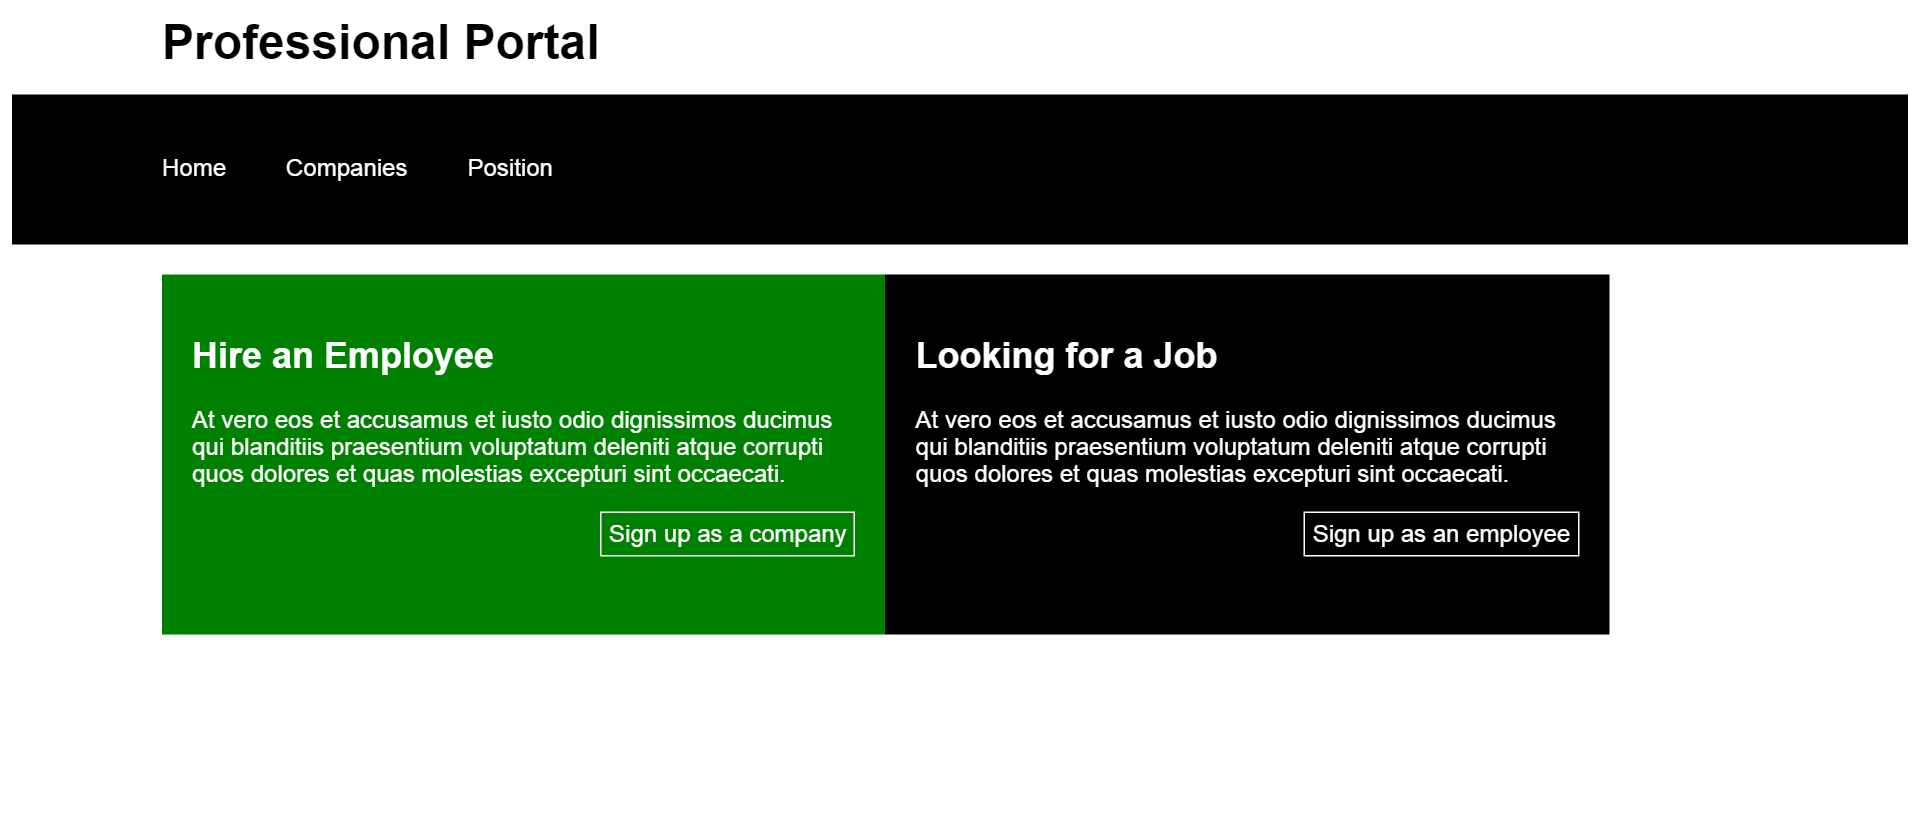 Professional Portal
Home Companies Position
Hire an Employee
At vero eos et accusamus et iusto odio dignissimos ducimus
qui blanditiis praesentium voluptatum deleniti atque corrupti
quos dolores et quas molestias excepturi sint occaecati.
Sign up as a company
Looking for a Job
At vero eos et accusamus et iusto odio dignissimos ducimus
qui blanditiis praesentium voluptatum deleniti atque corrupti
quos dolores et quas molestias excepturi sint occaecati.
Sign up as an employee